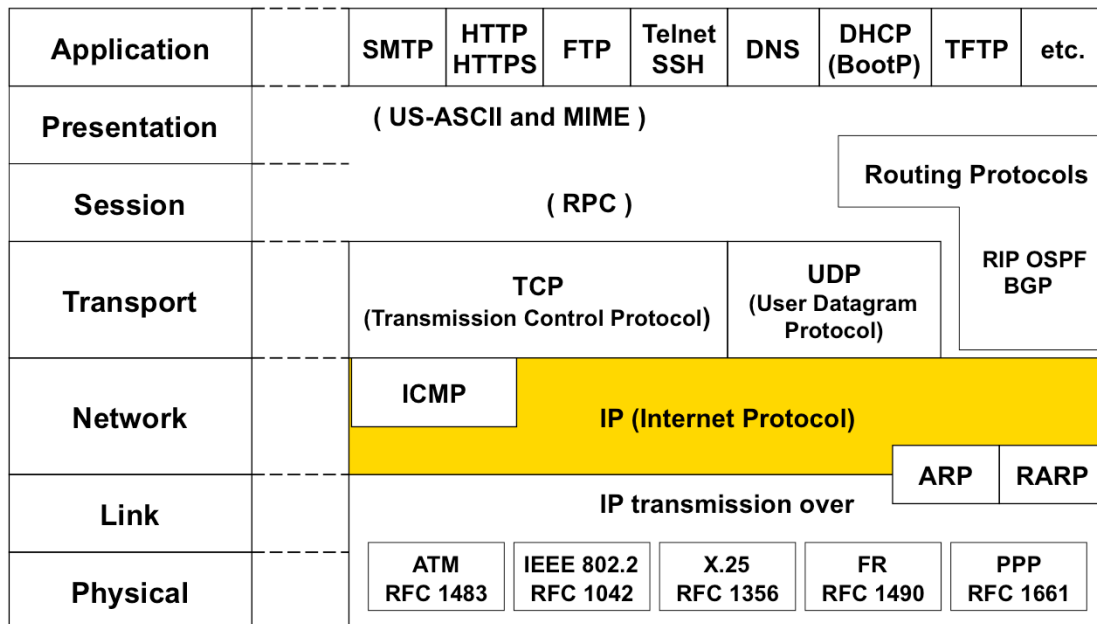 Application
SMTP
HTTP
HTTPS
FTP
Telnet
SSH
DNS
DHCP
(BootP)
TFTP
etc.
Presentation
( US-ASCII and MIME )
Routing Protocols
Session
( RPC )
RIP OSPF
BGP
Transport
TCP
(Transmission Control Protocol)
UDP
(User Datagram
Protocol)
Network
ICMP
IP (Internet Protocol)
ARP
RARP
Link
IP transmission over
Physical
ATM
RFC 1483
IEEE 802.2
RFC 1042
X.25
RFC 1356
FR
RFC 1490
PPP
RFC 1661